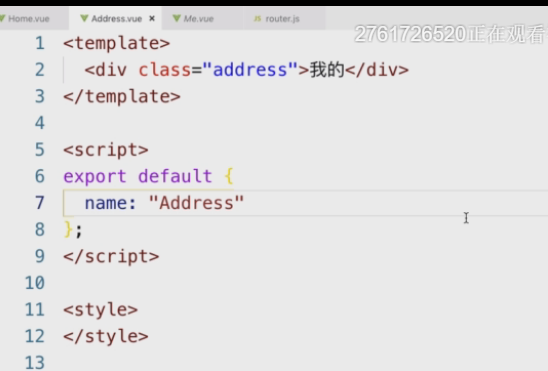 Home.vue Address.vue × Me.vue JS router.js
2761726520正在观看
1 <template>
2 <div class="address">我的</div>
3 </template>
4
5 <script>
6 export default {
7 name: "Address"
8 };
9 </script>
10
11 <style>
12 </style>
13